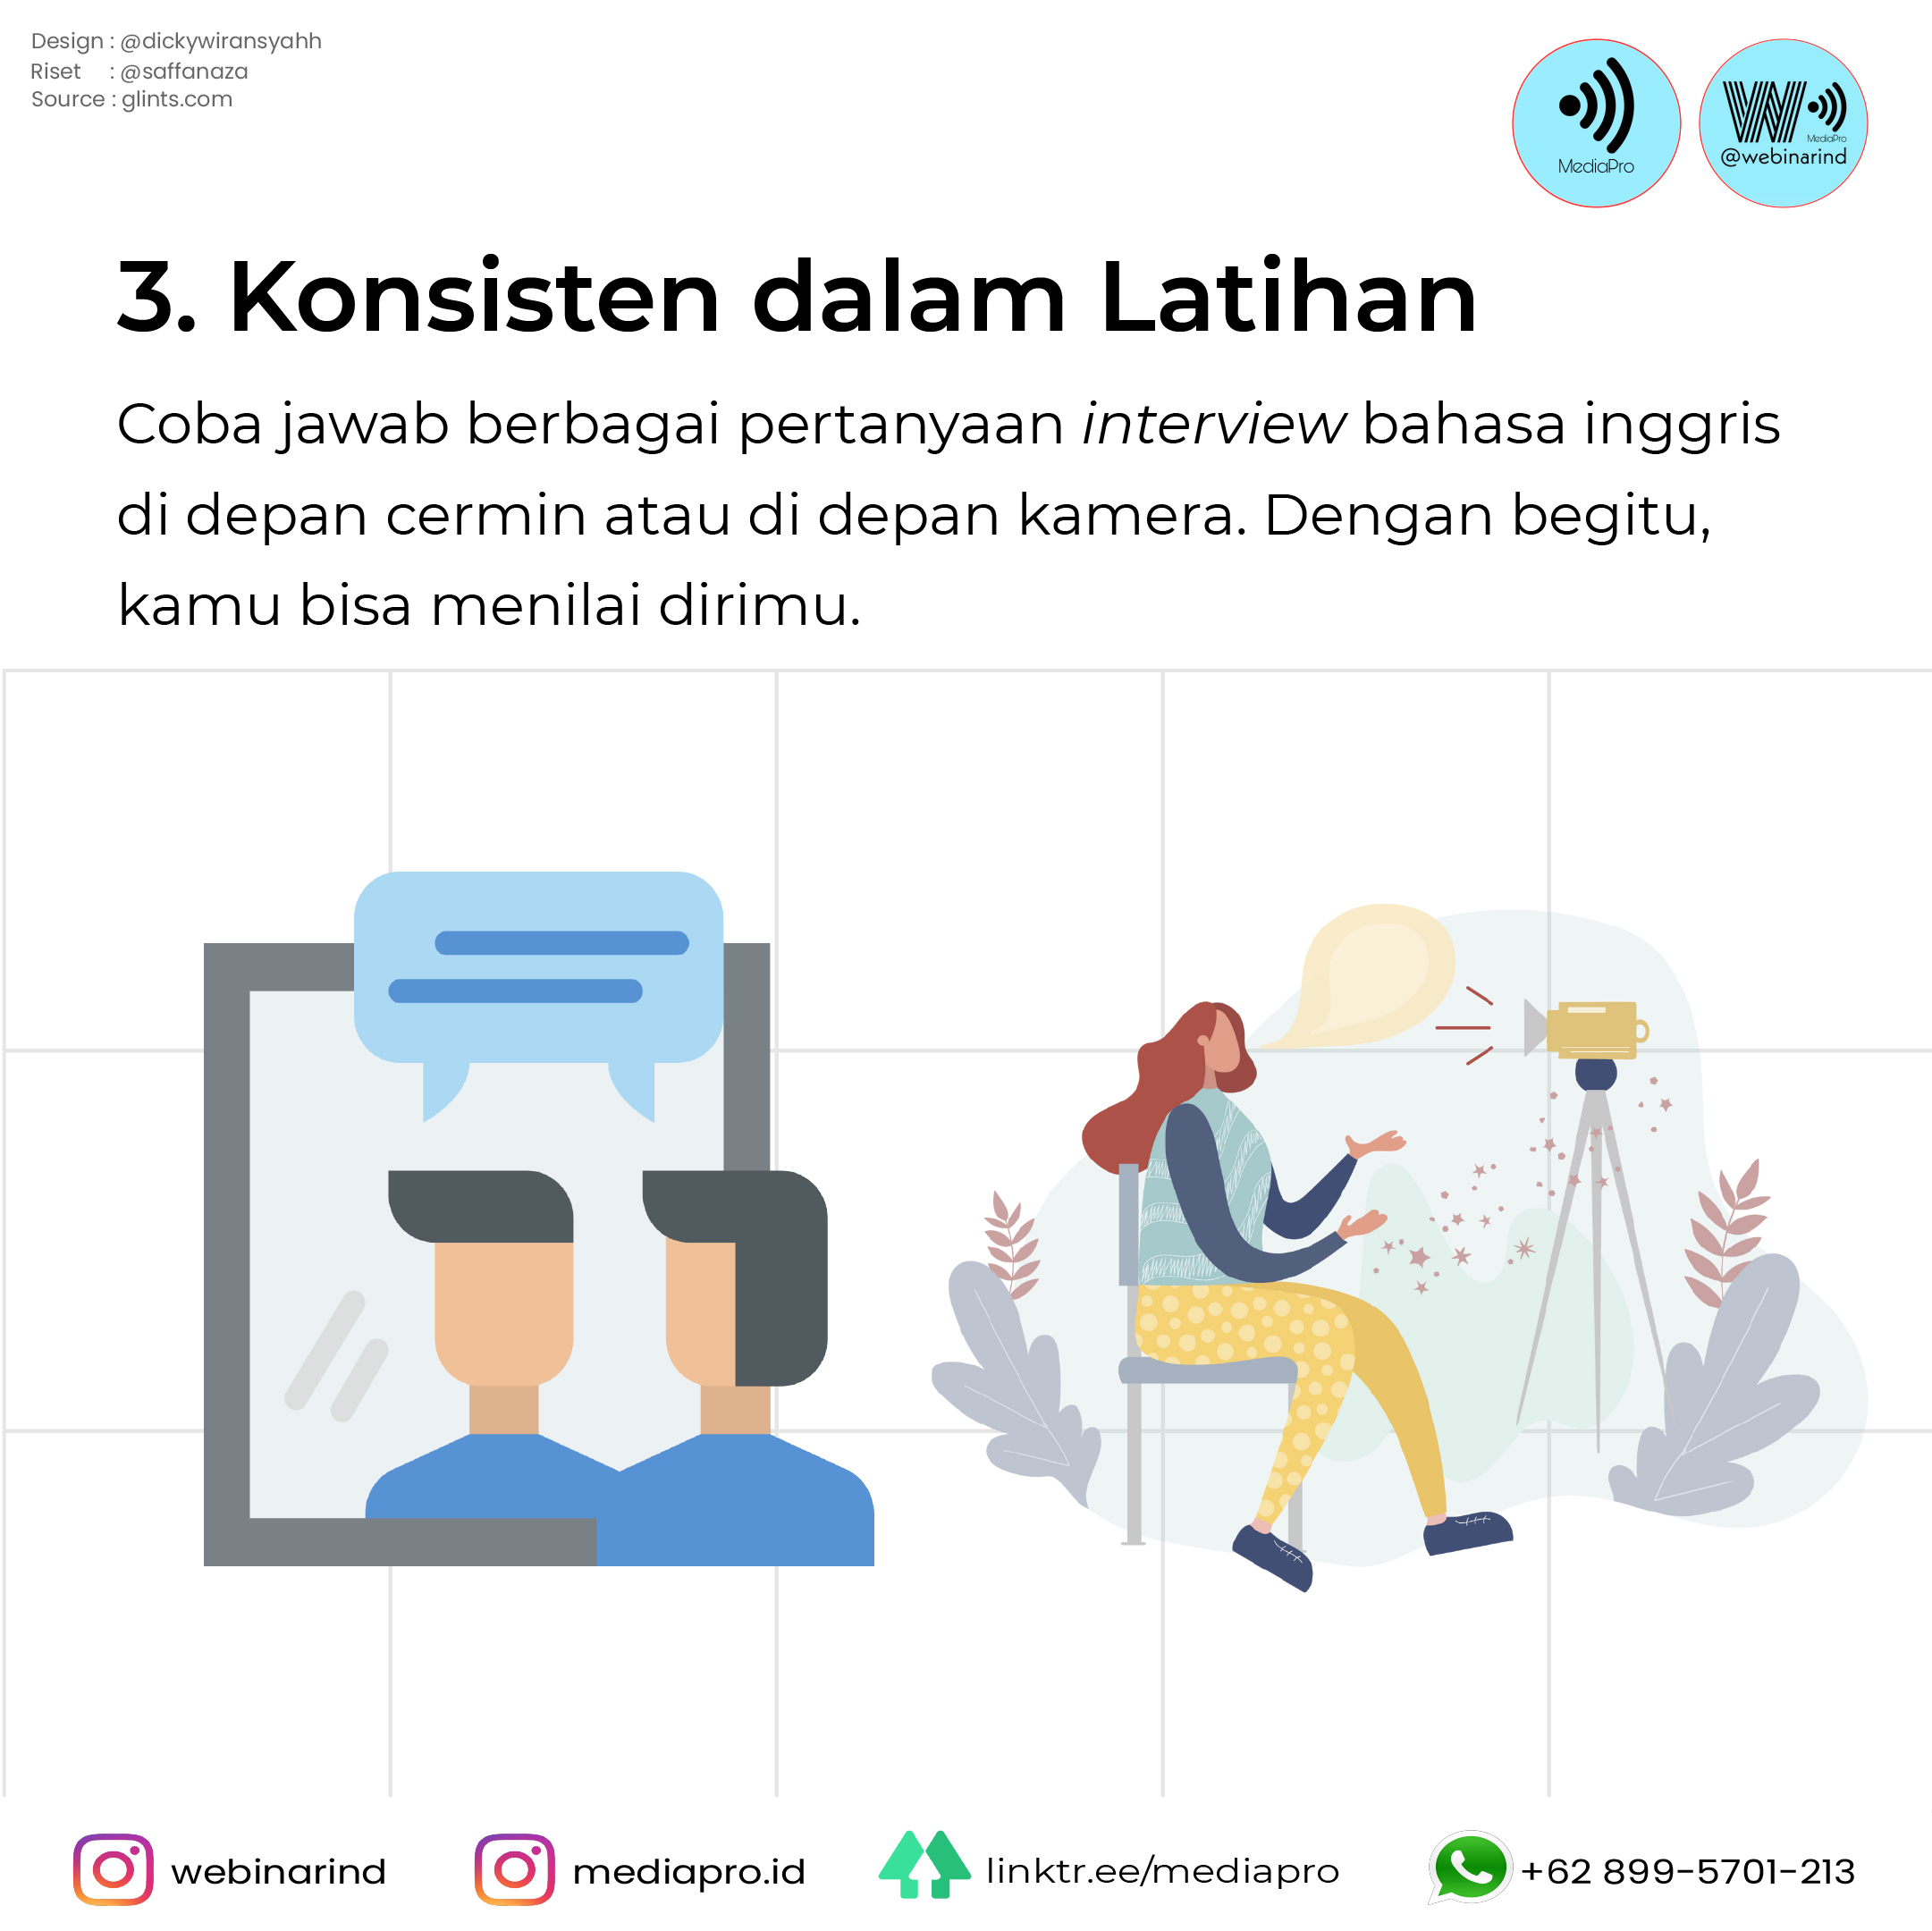 Design : @dickywiransyahh
Riset : @saffanaza
Source : glints.com
MediaPro
W
MediaPro
@webinarind
3. Konsisten dalam Latihan
Coba jawab berbagai pertanyaan interview bahasa inggris
di depan cermin atau di depan kamera. Dengan begitu,
kamu bisa menilai dirimu.
webinarind
mediapro.id
linktr.ee/mediapro
+62 899-5701-213